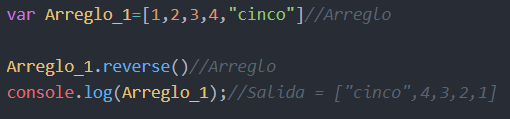 var Arreglo_1=[1,2,3,4,"cinco"]//Arreglo
Arreglo_1.reverse()//Arreglo
console.log(Arreglo_1);//Salida = ["cinco",4,3,2,1]